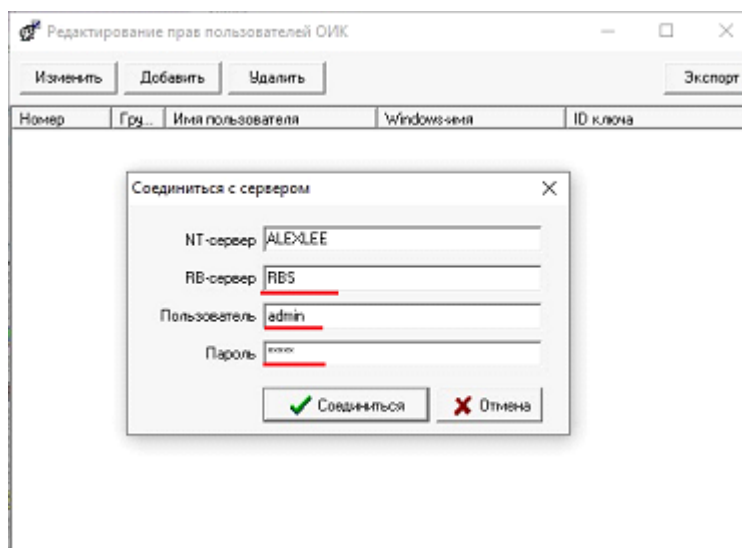 Редактирование прав пользователей ОИК
Изменить Добавить Удалить Экспорт
Номер Гру... Имя пользователя Windows-имя ID ключа
Соединиться с сервером
NT-сервер ALEXLEE
RB-сервер RBS
Пользователь admin
Пароль *****
Соединиться Отмена